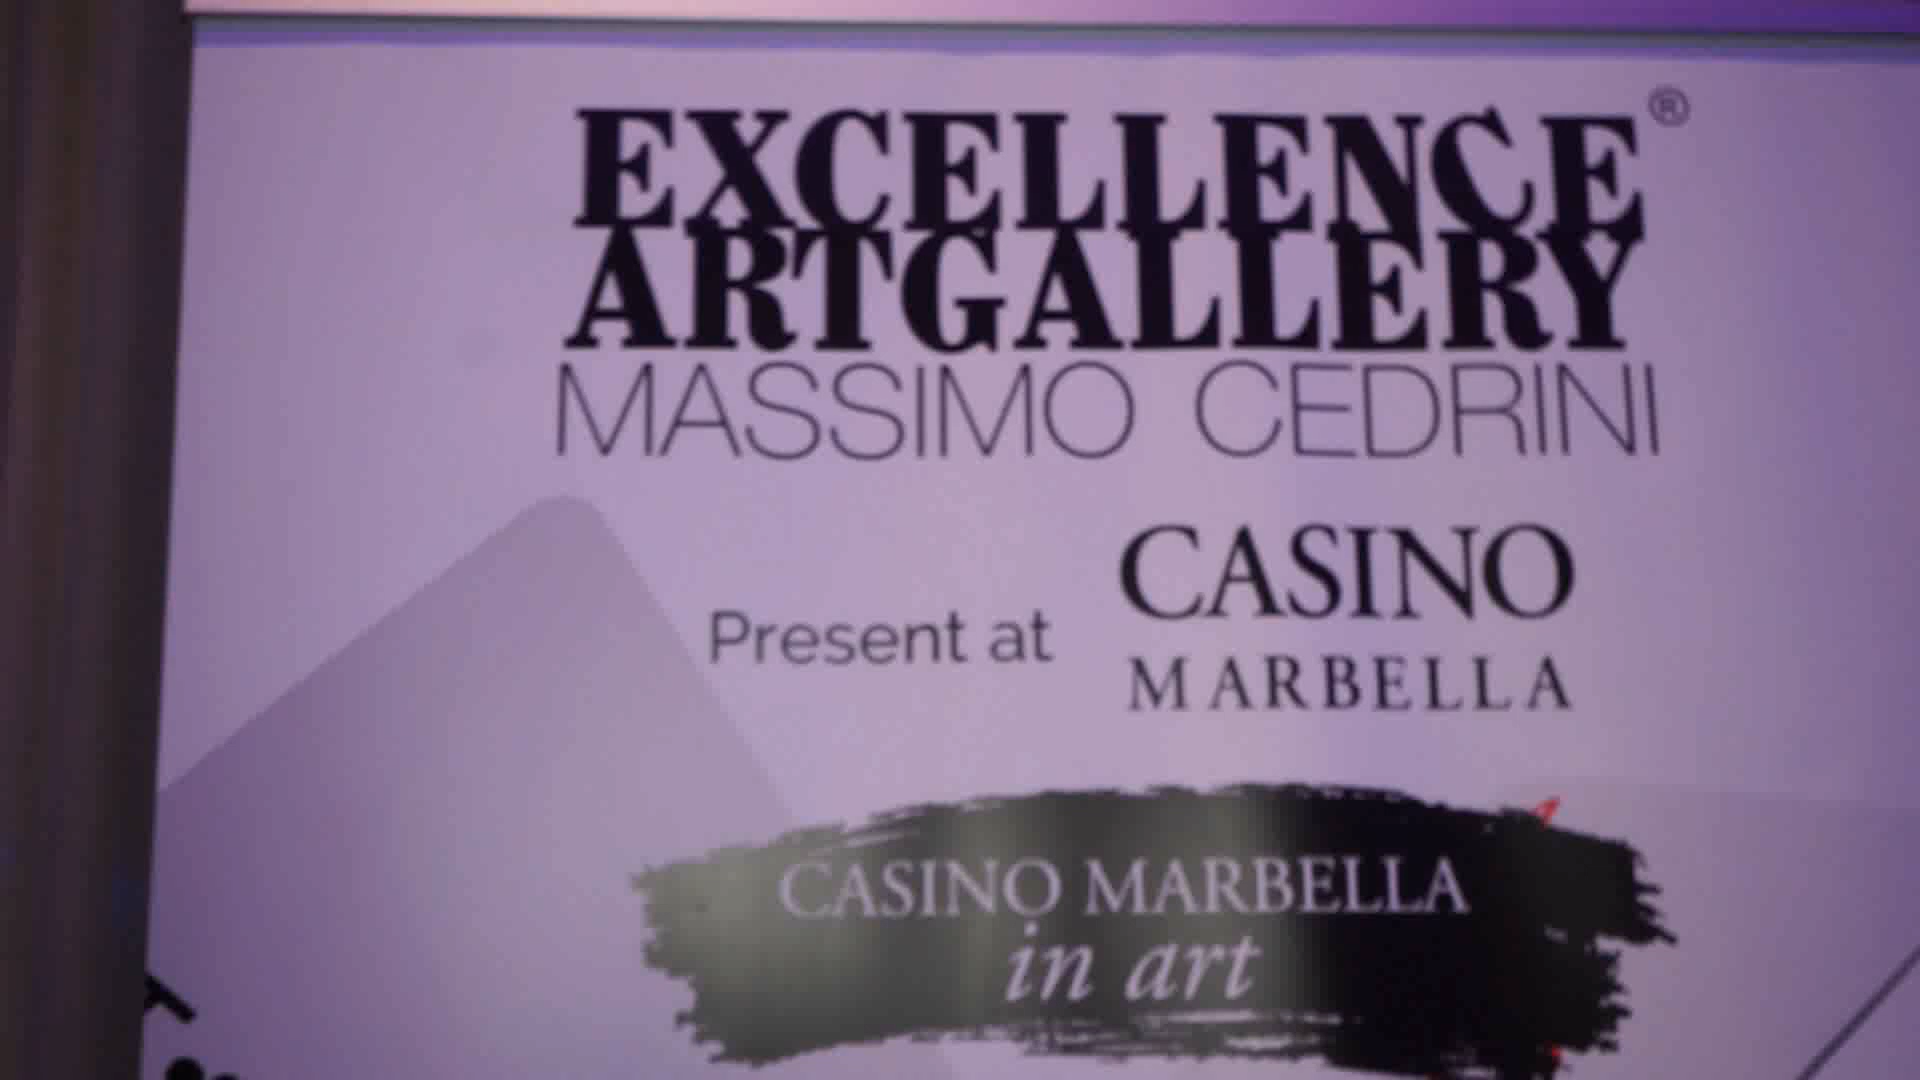 EXCELLENCE®
ARTGALLERY
MASSIMO CEDRINI
Present at
CASINO
MARBELLA
CASINO MARBELLA
in art